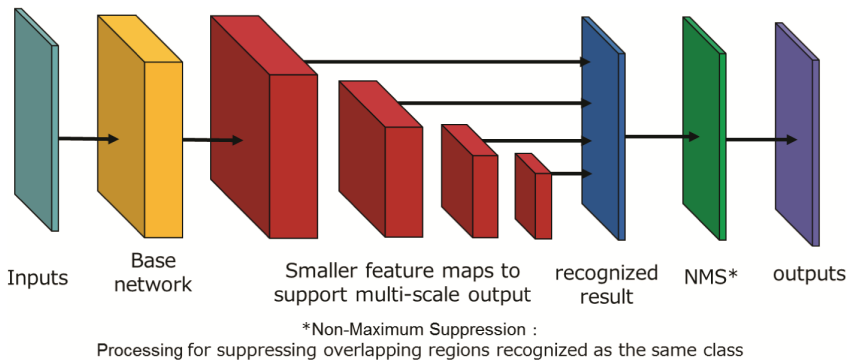 Inputs
Base
network
Smaller feature maps to
support multi-scale output
recognized
result
NMS*
outputs
*Non-Maximum Suppression :
Processing for suppressing overlapping regions recognized as the same class